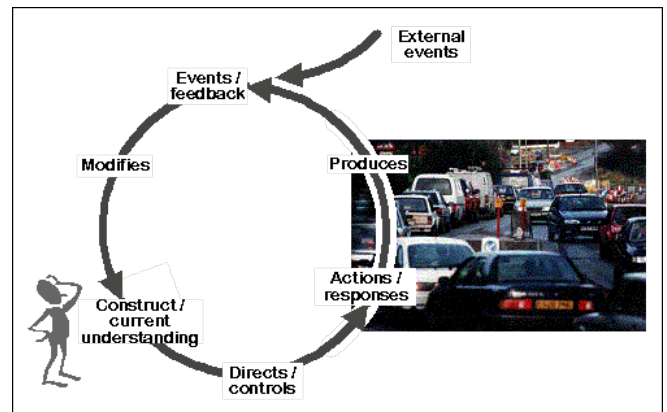 External
events
Events /
feedback
Modifies
Produces
Actions /
responses
Construct /
current
understanding
Directs /
controls